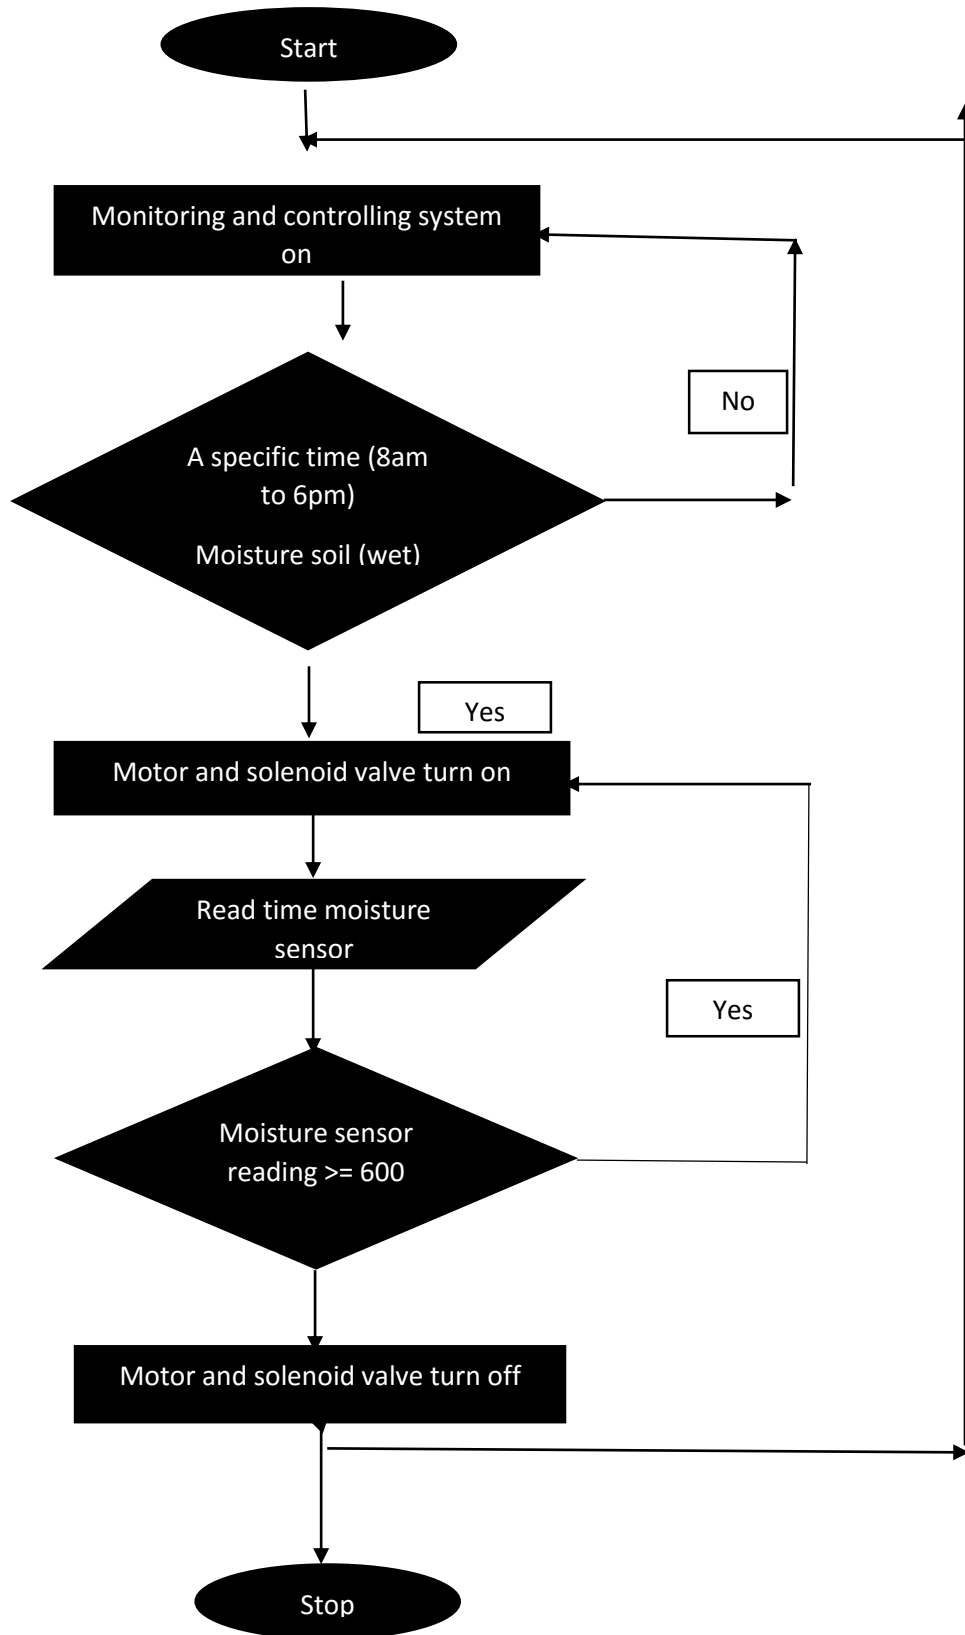 Start
Monitoring and controlling system
on
No
A specific time (8am
to 6pm)
Moisture soil (wet)
Yes
Motor and solenoid valve turn on
Read time moisture
sensor
Yes
Moisture sensor
reading >= 600
Motor and solenoid valve turn off
Stop